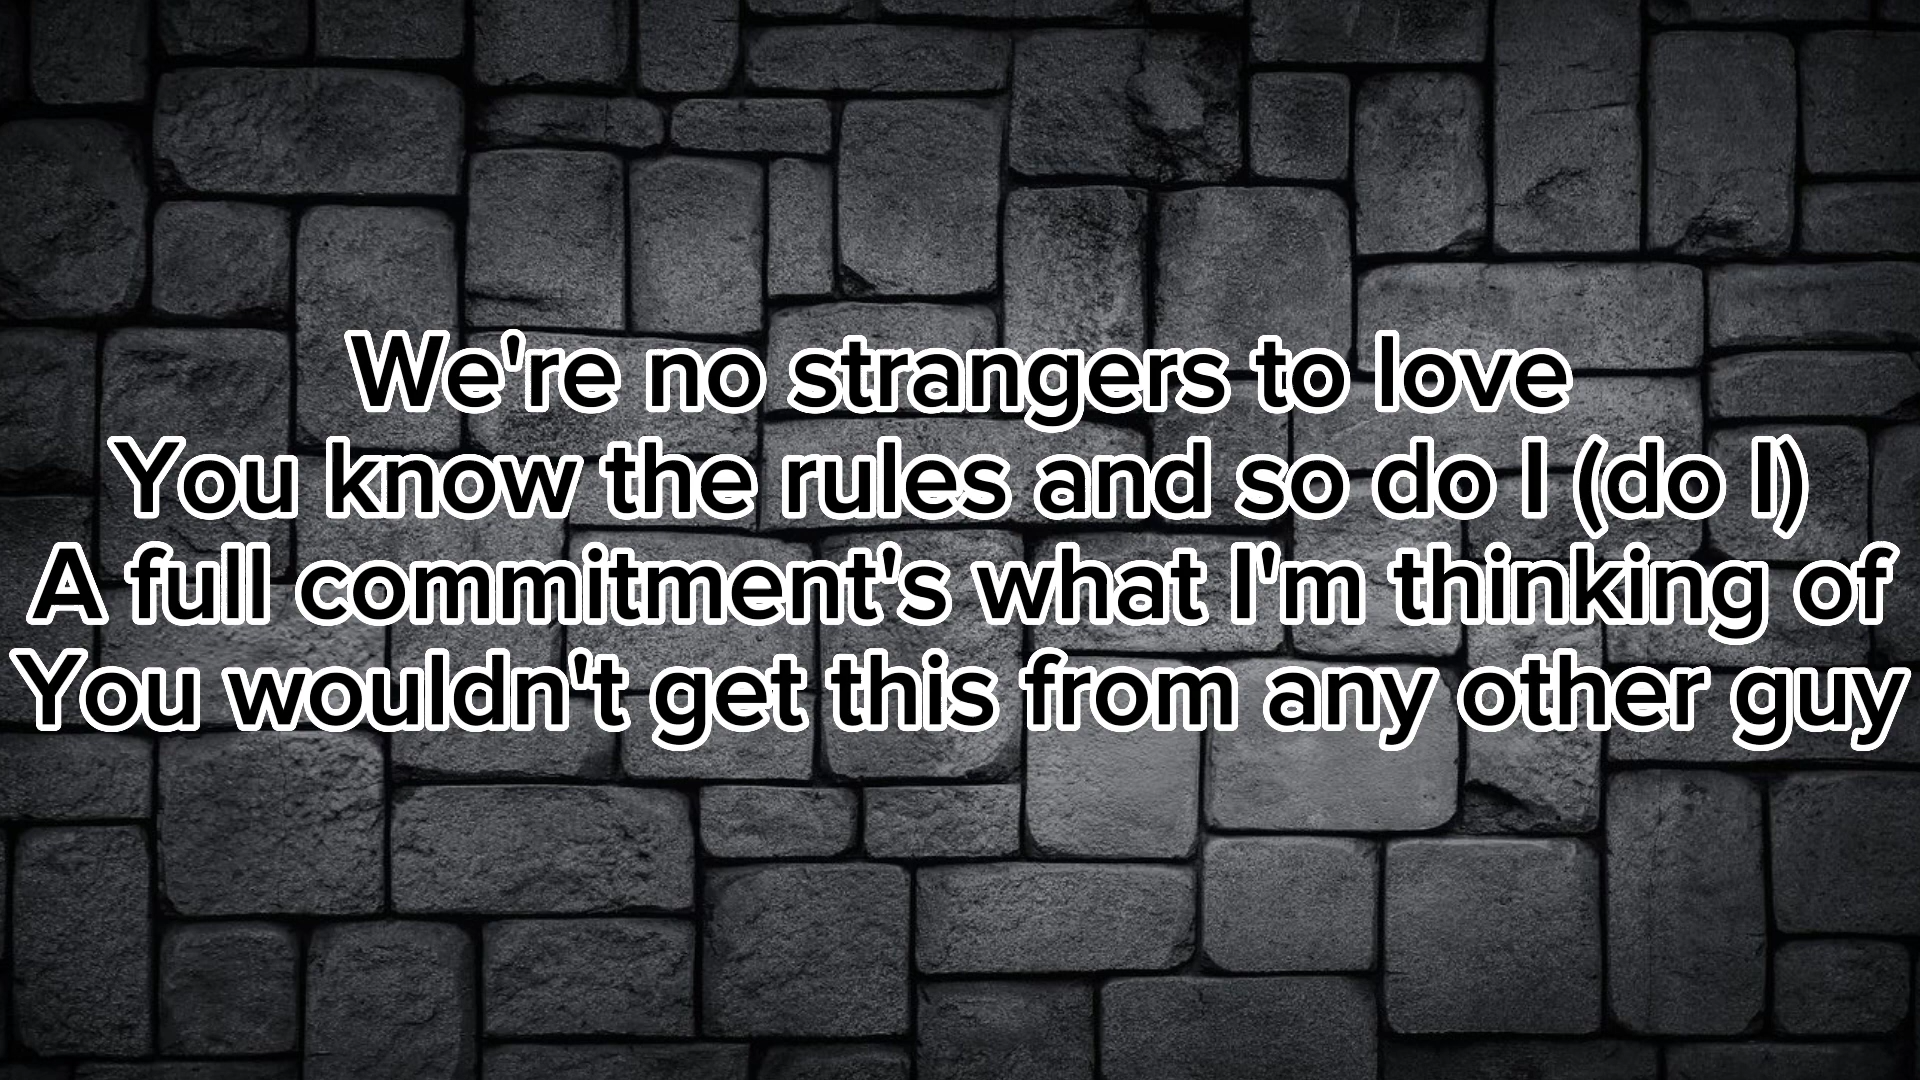 We're no strangers to love
You know the rules and so do I (do I)
A full commitment's what I'm thinking of
You wouldn't get this from any other guy